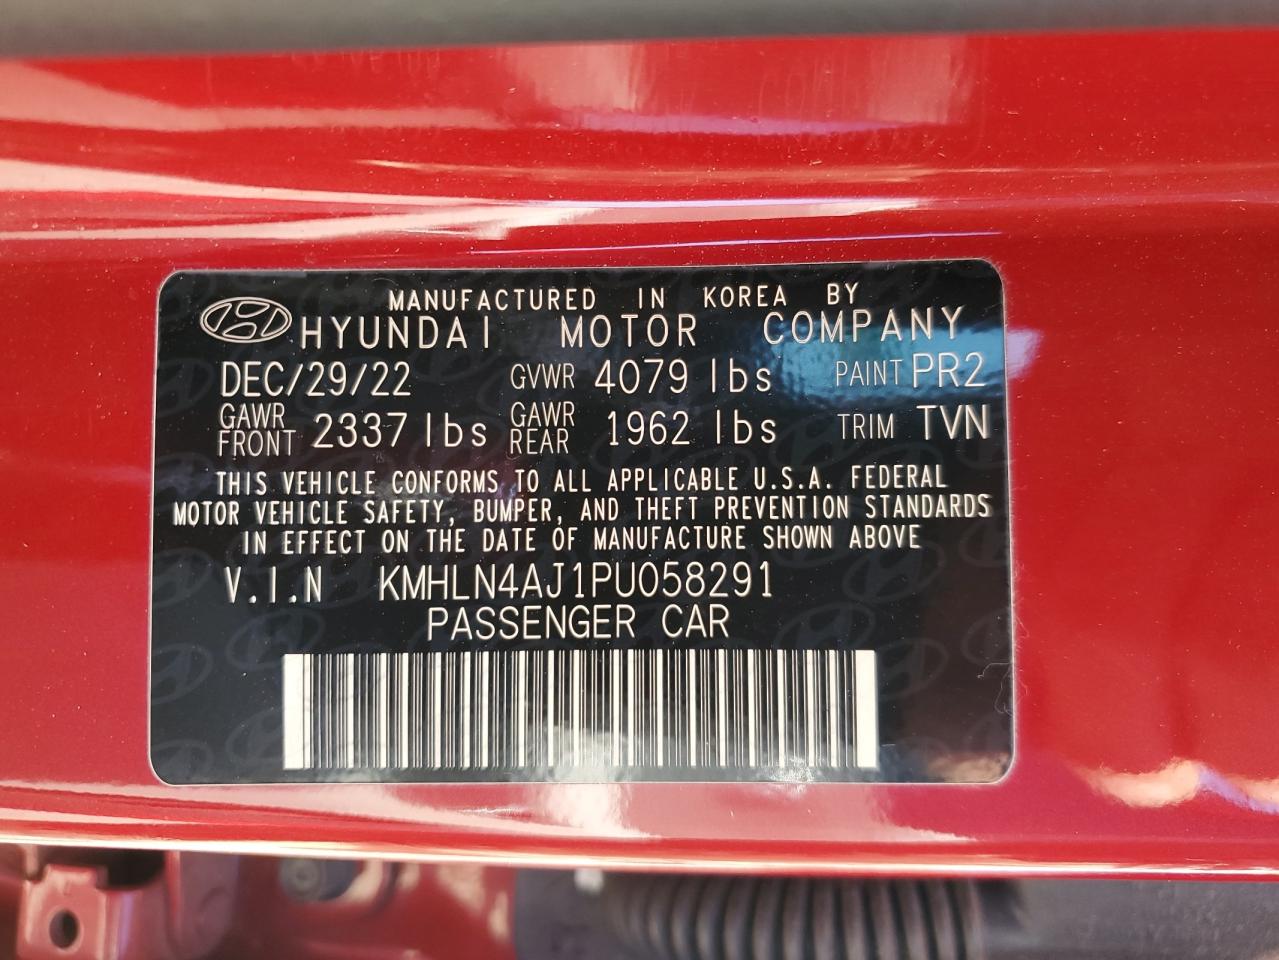 MANUFACTURED IN KOREA BY
HYUNDAI MOTOR COMPANY
DEC/29/22 GVWR 4079 lbs PAINT PR2
GAWR FRONT 2337 lbs GAWR REAR 1962 lbs TRIM TVN
THIS VEHICLE CONFORMS TO ALL APPLICABLE U.S.A. FEDERAL
MOTOR VEHICLE SAFETY, BUMPER, AND THEFT PREVENTION STANDARDS
IN EFFECT ON THE DATE OF MANUFACTURE SHOWN ABOVE
V.I.N KMHLN4AJ1PU058291
PASSENGER CAR